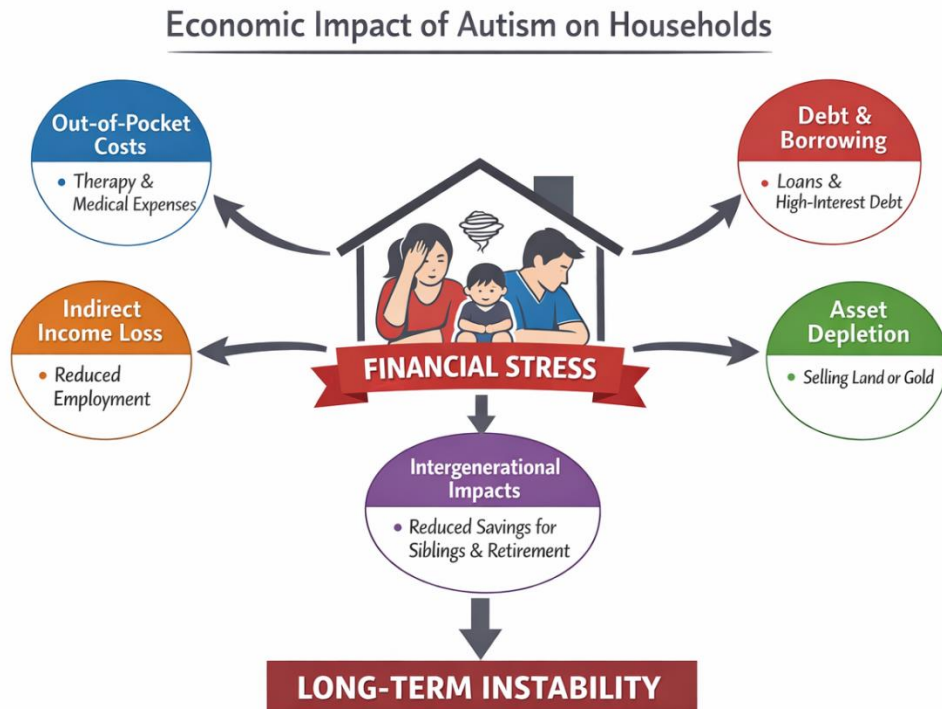 Economic Impact of Autism on Households
Out-of-Pocket
Costs
• Therapy &
Medical Expenses
Debt &
Borrowing
• Loans &
High-Interest Debt
Indirect
Income Loss
• Reduced
Employment
Asset
Depletion
• Selling Land or Gold
FINANCIAL STRESS
Intergenerational
Impacts
• Reduced Savings for
Siblings & Retirement
LONG-TERM INSTABILITY